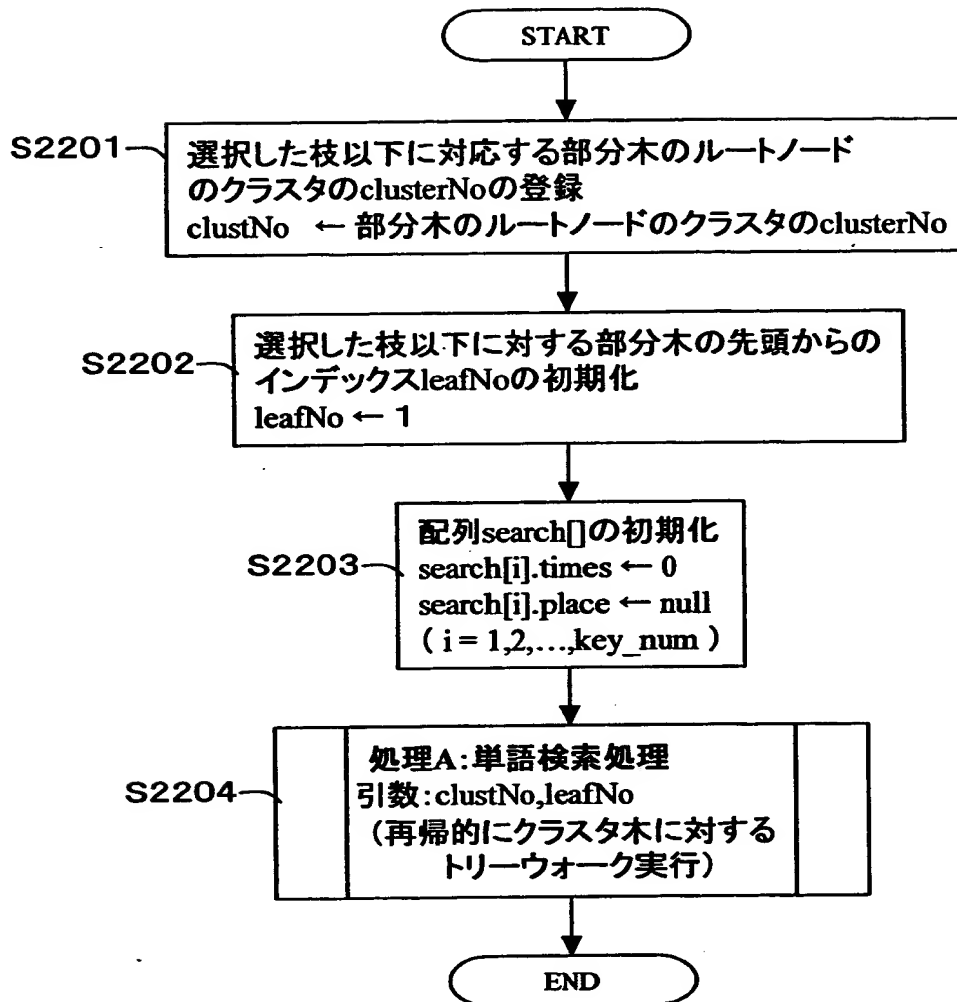 START
S2201
選択した枝以下に対応する部分木のルートノード
のクラスタのclusterNoの登録
clustNo ← 部分木のルートノードのクラスタのclusterNo
S2202
選択した枝以下に対する部分木の先頭からの
インデックスleafNoの初期化
leafNo ← 1
S2203
配列search[]の初期化
search[i].times ← 0
search[i].place ← null
( i = 1,2,...,key_num )
S2204
処理A:単語検索処理
引数:clustNo,leafNo
(再帰的にクラスタ木に対する
トリーウォーク実行)
END